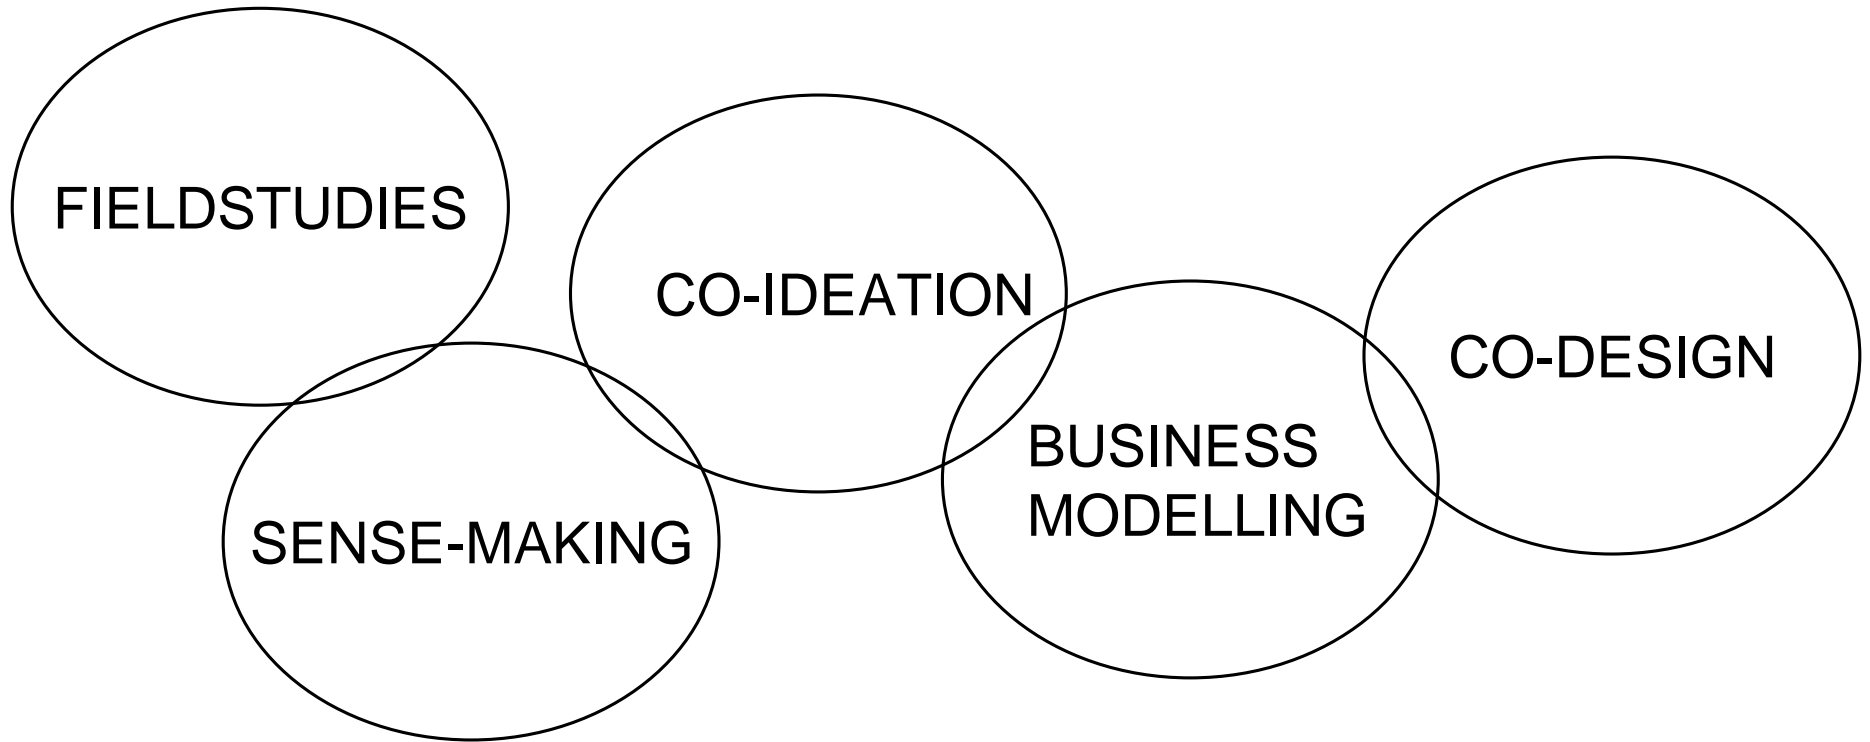 FIELDSTUDIES
SENSE-MAKING
CO-IDEATION
BUSINESS
MODELLING
CO-DESIGN